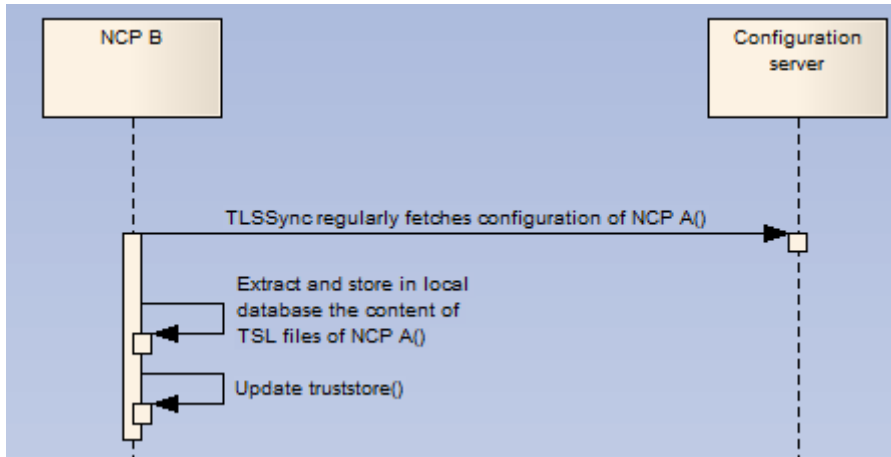 NCP B
Configuration
server
TLSSync regularly fetches configuration of NCP A()
Extract and store in local
database the content of
TSL files of NCP A()
Update truststore()